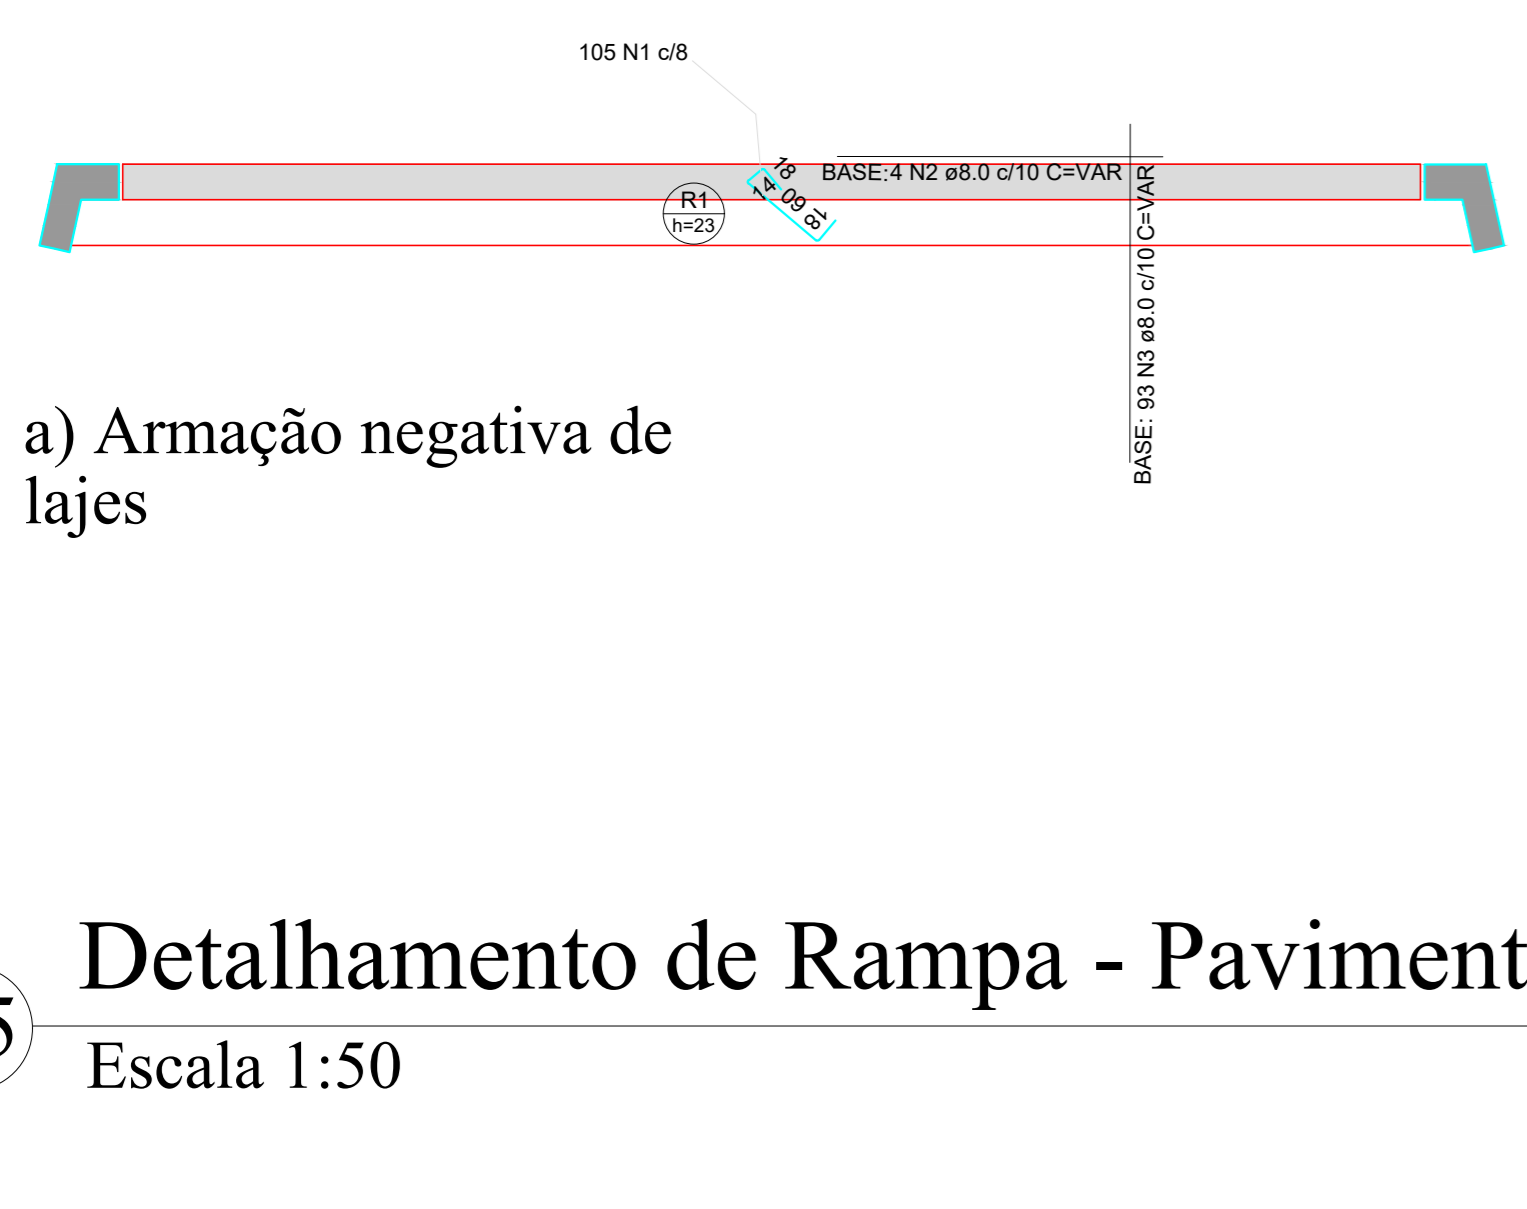 105 N1 c/8
18
14
60
18
BASE:4 N2 ø8.0 c/10 C=VAR
R1
h=23
BASE: 93 N3 ø8.0 c/10 C=VAR
a) Armação negativa de
lajes
Detalhamento de Rampa - Paviment
5
Escala 1:50